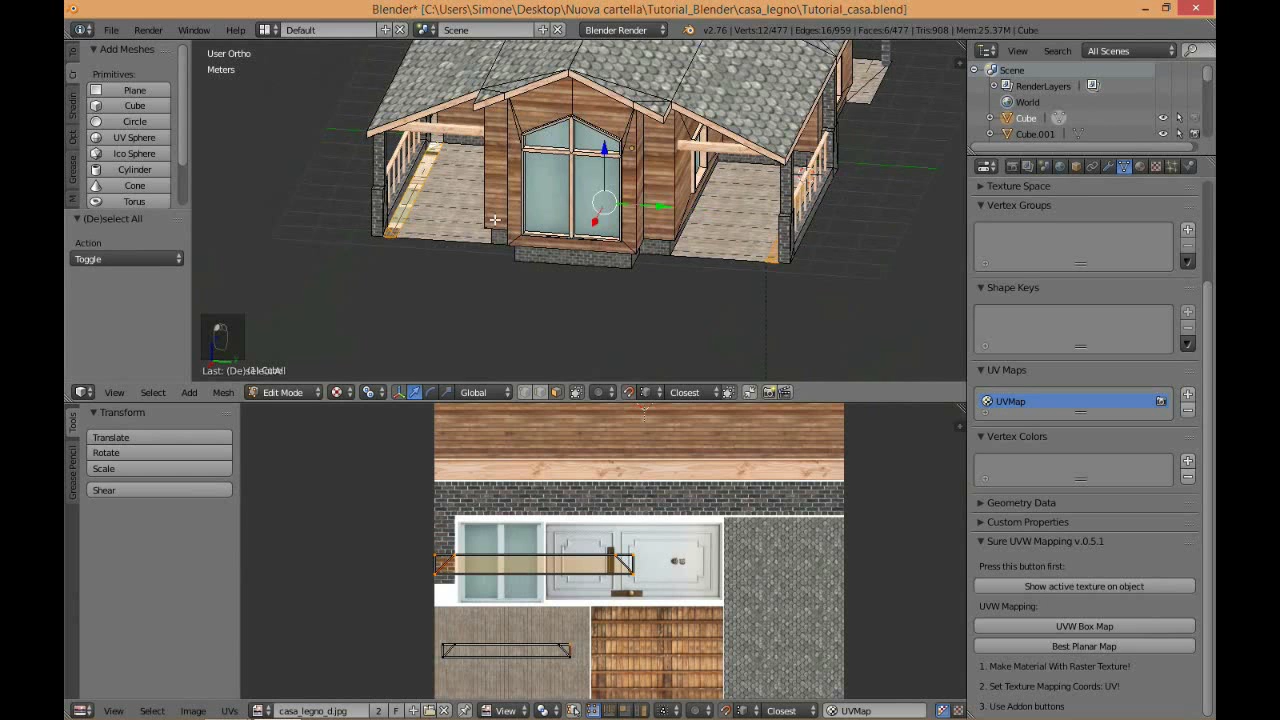 Blender* [C:\Users\Simone\Desktop\Nuova cartella\Tutorial_Blender\casa_legno\Tutorial_casa.blend]
File Render Window Help Default Scene Blender Render v2.76 | Verts:12/477 | Edges:16/959 | Faces:6/477 | Tris:908 | Mem:25.37M | Cube
Add Meshes
Primitives:
Plane
Cube
Circle
UV Sphere
Ico Sphere
Cylinder
Cone
Torus
(De)select All
Action
Toggle
User Ortho
Meters
View Search All Scenes
Scene
RenderLayers
World
Cube
Cube.001
Texture Space
Vertex Groups
Shape Keys
UV Maps
UVMap
Vertex Colors
Geometry Data
Custom Properties
Sure UVW Mapping v.0.5.1
Press this button first:
Show active texture on object
UVW Mapping:
UVW Box Map
Best Planar Map
1. Make Material With Raster Texture!
2. Set Texture Mapping Coords: UV!
3. Use Addon buttons
View Select Add Mesh Edit Mode Global Closest
Transform
Translate
Rotate
Scale
Shear
Tools
Grease Pencil
View Select Image UVs casa_legno_d.jpg 2 F View Closest UVMap